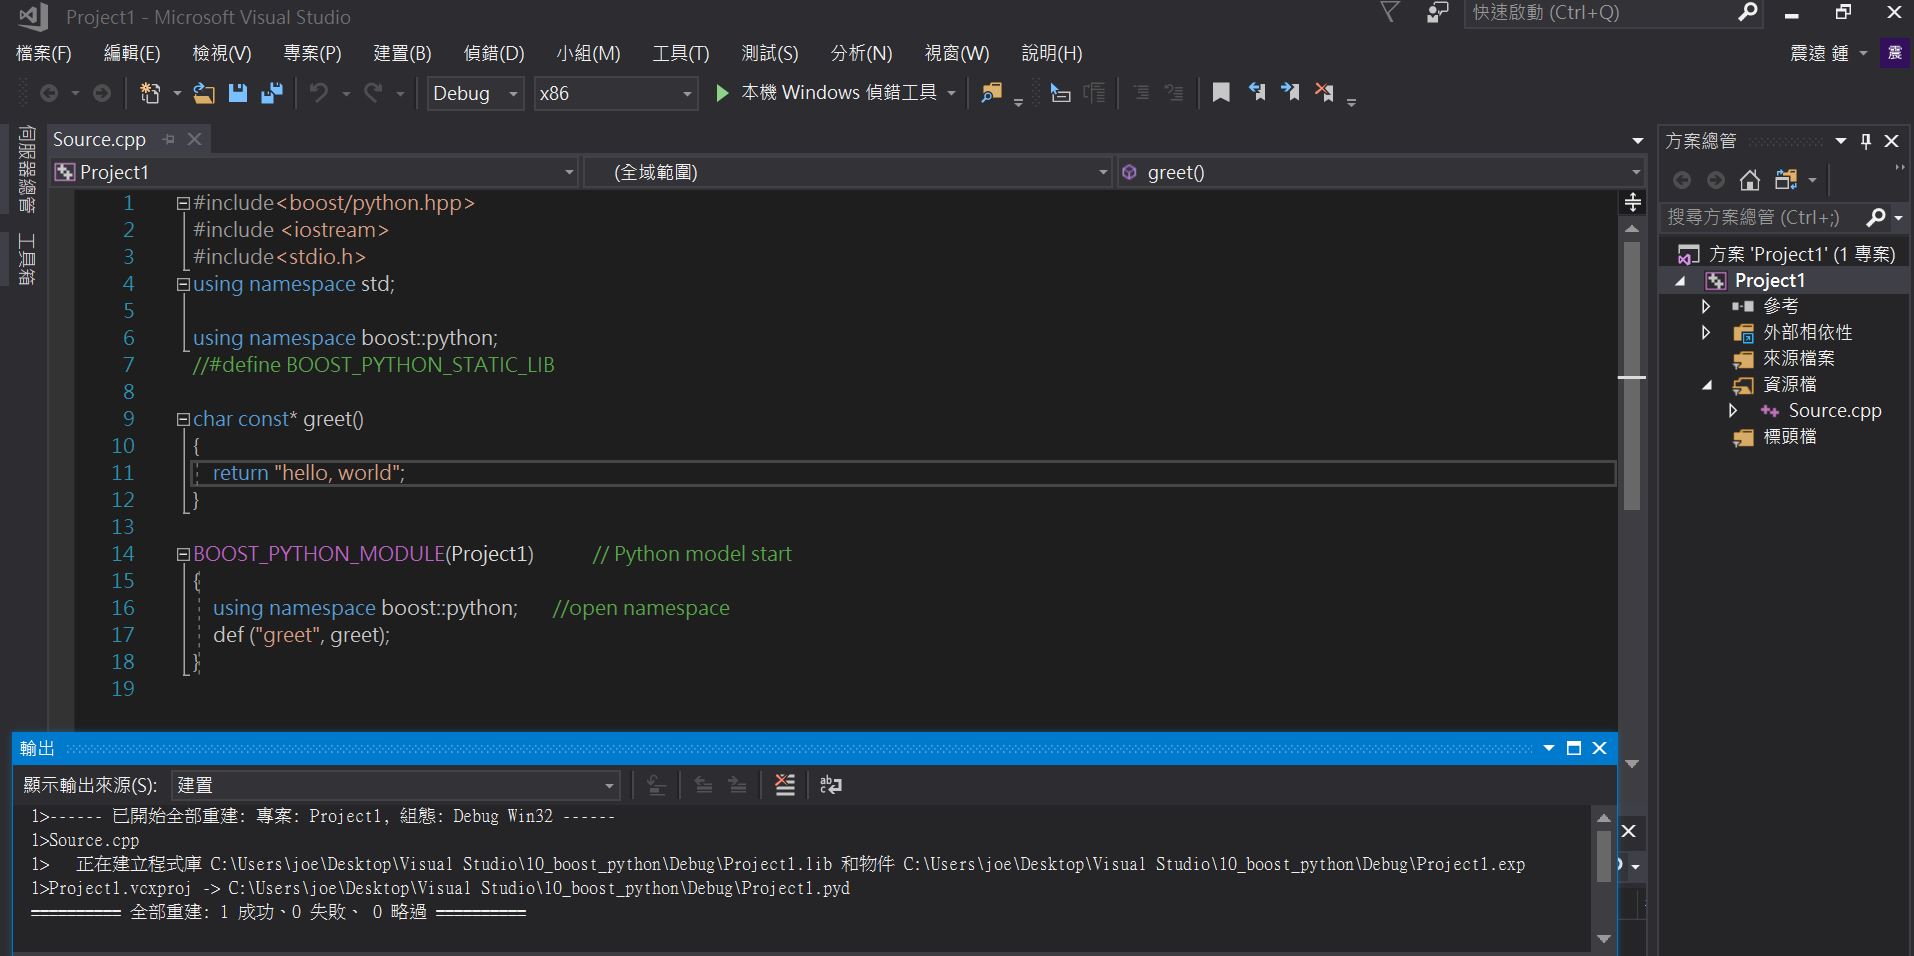 Project1 - Microsoft Visual Studio
快速啟動 (Ctrl+Q)
檔案(F) 編輯(E) 檢視(V) 專案(P) 建置(B) 偵錯(D) 小組(M) 工具(T) 測試(S) 分析(N) 視窗(W) 說明(H)
震遠 鍾 震
Debug x86 本機 Windows 偵錯工具
伺服器總管
工具箱
Source.cpp
Project1 (全域範圍) greet()
1 #include<boost/python.hpp>
2 #include <iostream>
3 #include<stdio.h>
4 using namespace std;
5
6 using namespace boost::python;
7 //#define BOOST_PYTHON_STATIC_LIB
8
9 char const* greet()
10 {
11 return "hello, world";
12 }
13
14 BOOST_PYTHON_MODULE(Project1) // Python model start
15 {
16 using namespace boost::python; //open namespace
17 def ("greet", greet);
18 }
19
方案總管
搜尋方案總管 (Ctrl+;)
方案 'Project1' (1 專案)
Project1
參考
外部相依性
來源檔案
資源檔
Source.cpp
標頭檔
輸出
顯示輸出來源(S): 建置
1>------ 已開始全部重建: 專案: Project1, 組態: Debug Win32 ------
1>Source.cpp
1> 正在建立程式庫 C:\Users\joe\Desktop\Visual Studio\10_boost_python\Debug\Project1.lib 和物件 C:\Users\joe\Desktop\Visual Studio\10_boost_python\Debug\Project1.exp
1>Project1.vcxproj -> C:\Users\joe\Desktop\Visual Studio\10_boost_python\Debug\Project1.pyd
========== 全部重建: 1 成功、0 失敗、 0 略過 ==========